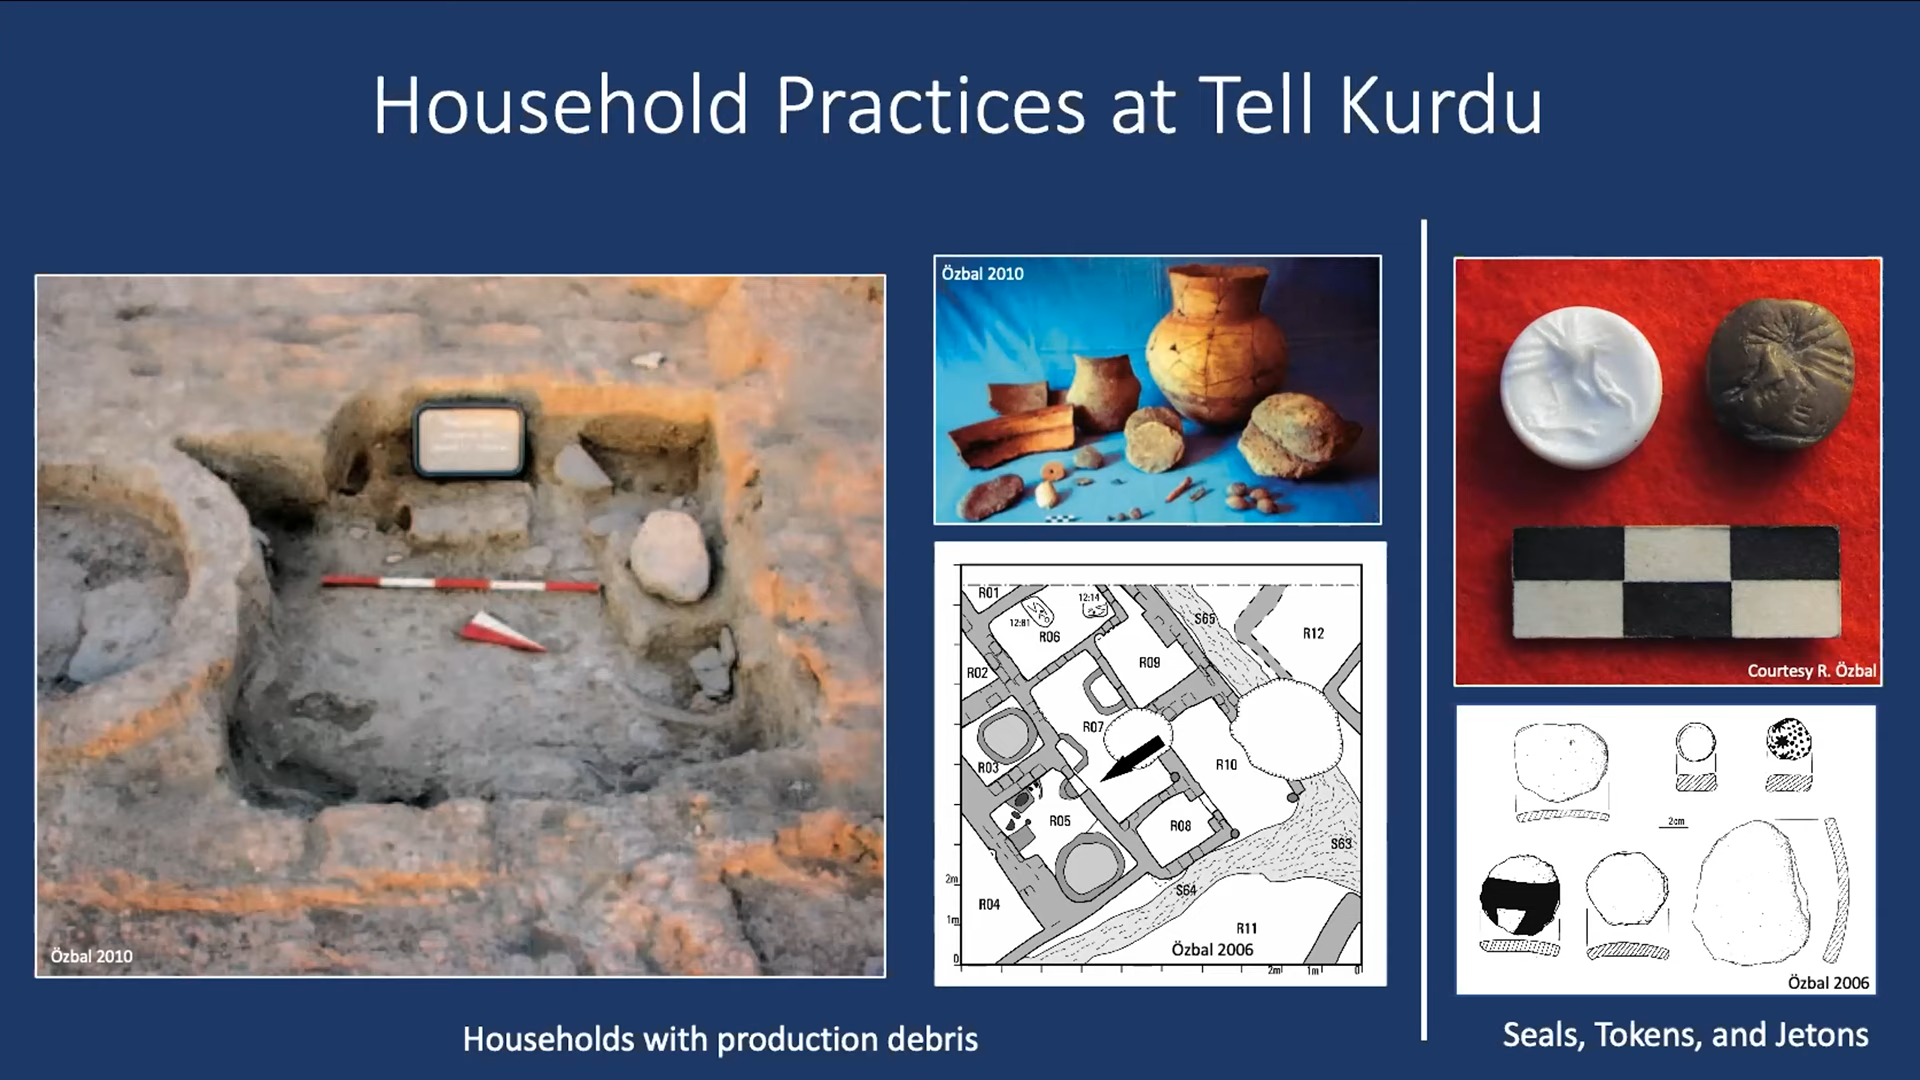 Household Practices at Tell Kurdu
Özbal 2010
Özbal 2010
R01
12:81
12:14
R06
S65
R12
R02
R09
R07
R03
R10
R05
R08
S63
2m
S64
R04
1m
R11
Özbal 2006
0
2m
1m
0
Households with production debris
Courtesy R. Özbal
2cm
Özbal 2006
Seals, Tokens, and Jetons